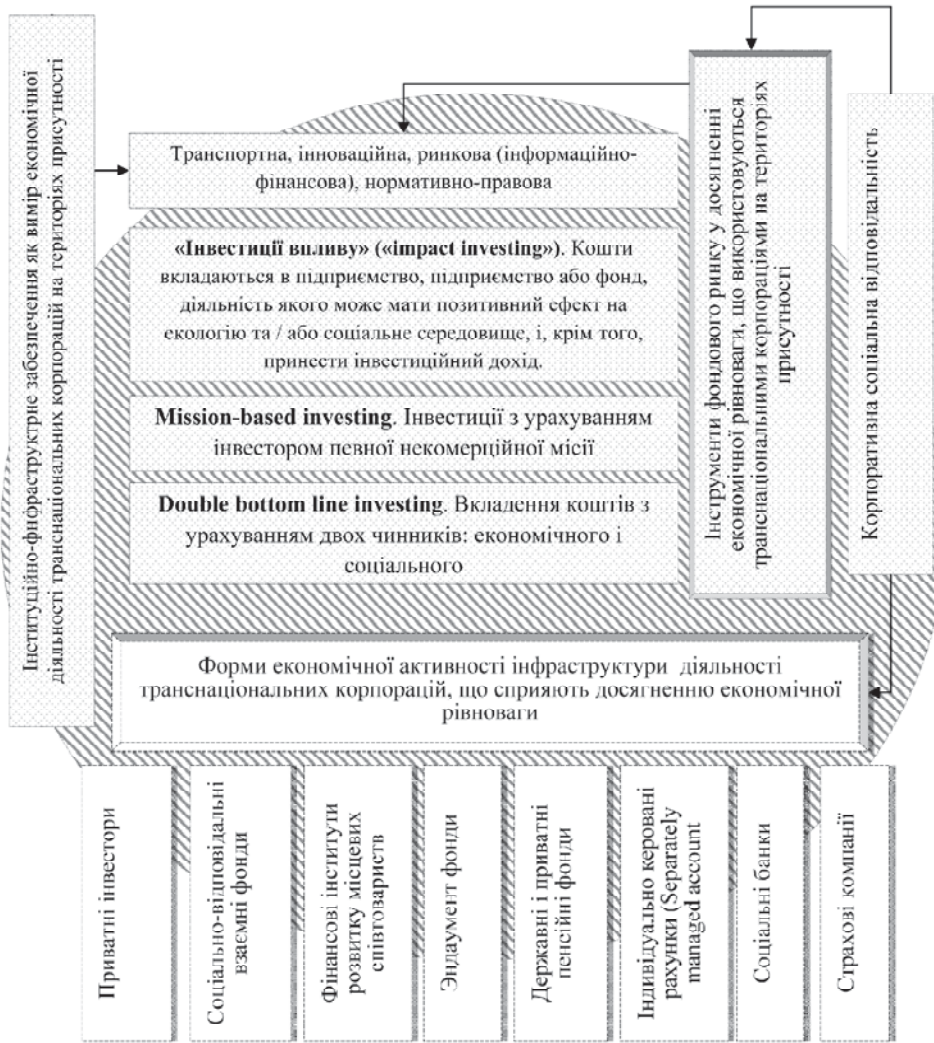 Інституційно-финфраструктрне забезпечення як вимір економічної
діяльності транснаціональних корпорацій на територіях присутності
Транспортна, інноваційна, ринкова (інформаційно-
фінансова), нормативно-правова
«Інвестиції впливу» («impact investing»). Кошти
вкладаються в підприємство, підприємство або фонд,
діяльність якого може мати позитивний ефект на
екологію та / або соціальне середовище, і, крім того,
принести інвестиційний дохід.
Mission-based investing. Інвестиції з урахуванням
інвестором певної некомерційної місії
Double bottom line investing. Вкладення коштів з
урахуванням двох чинників: економічного і
соціального
Інструменти фондового ринку у досягненні
економічної рівноваги, що використовуються
транснаціональними корпораціями на територіях
присутності
Корпоративна соціальна відповідальність
Форми економічної активності інфраструктури діяльності
транснаціональних корпорацій, що сприяють досягненню економічної
рівноваги
Приватні інвестори
Соціально-відповідальні
взаємні фонди
Фінансові інститути
розвитку місцевих
співтовариств
Эндаумент фонди
Державні і приватні
пенсійні фонди
Індивідуально керовані
рахунки (Separately
managed account
Соціальні банки
Страхові компанії